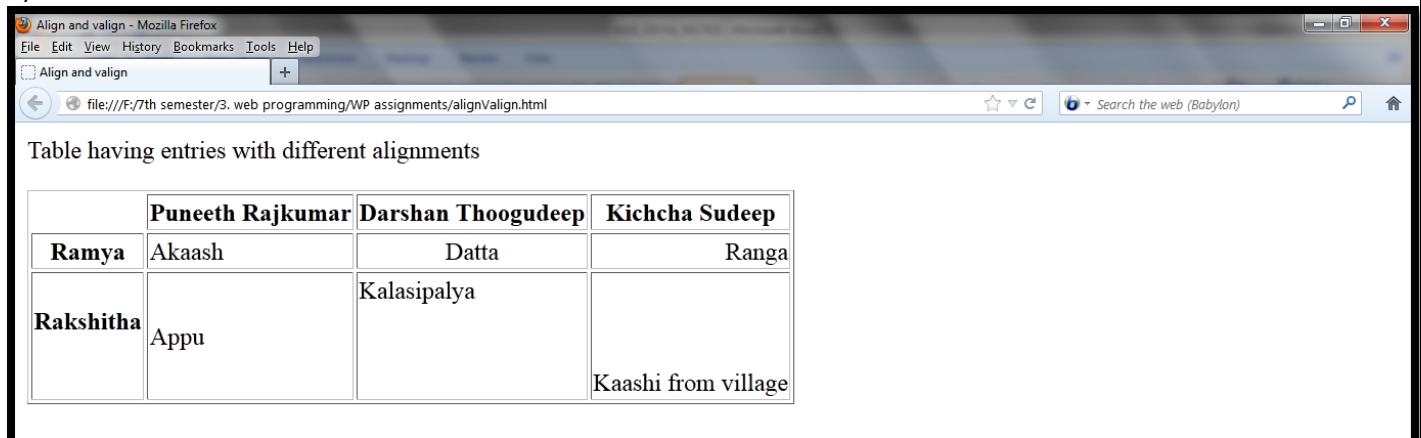 Align and valign - Mozilla Firefox
File Edit View History Bookmarks Tools Help
Align and valign +
file:///F:/7th semester/3. web programming/WP assignments/alignValign.html Search the web (Babylon)
Table having entries with different alignments
Puneeth Rajkumar Darshan Thoogudeep Kichcha Sudeep
Ramya Akaash Datta Ranga
Rakshitha Appu Kalasipalya Kaashi from village